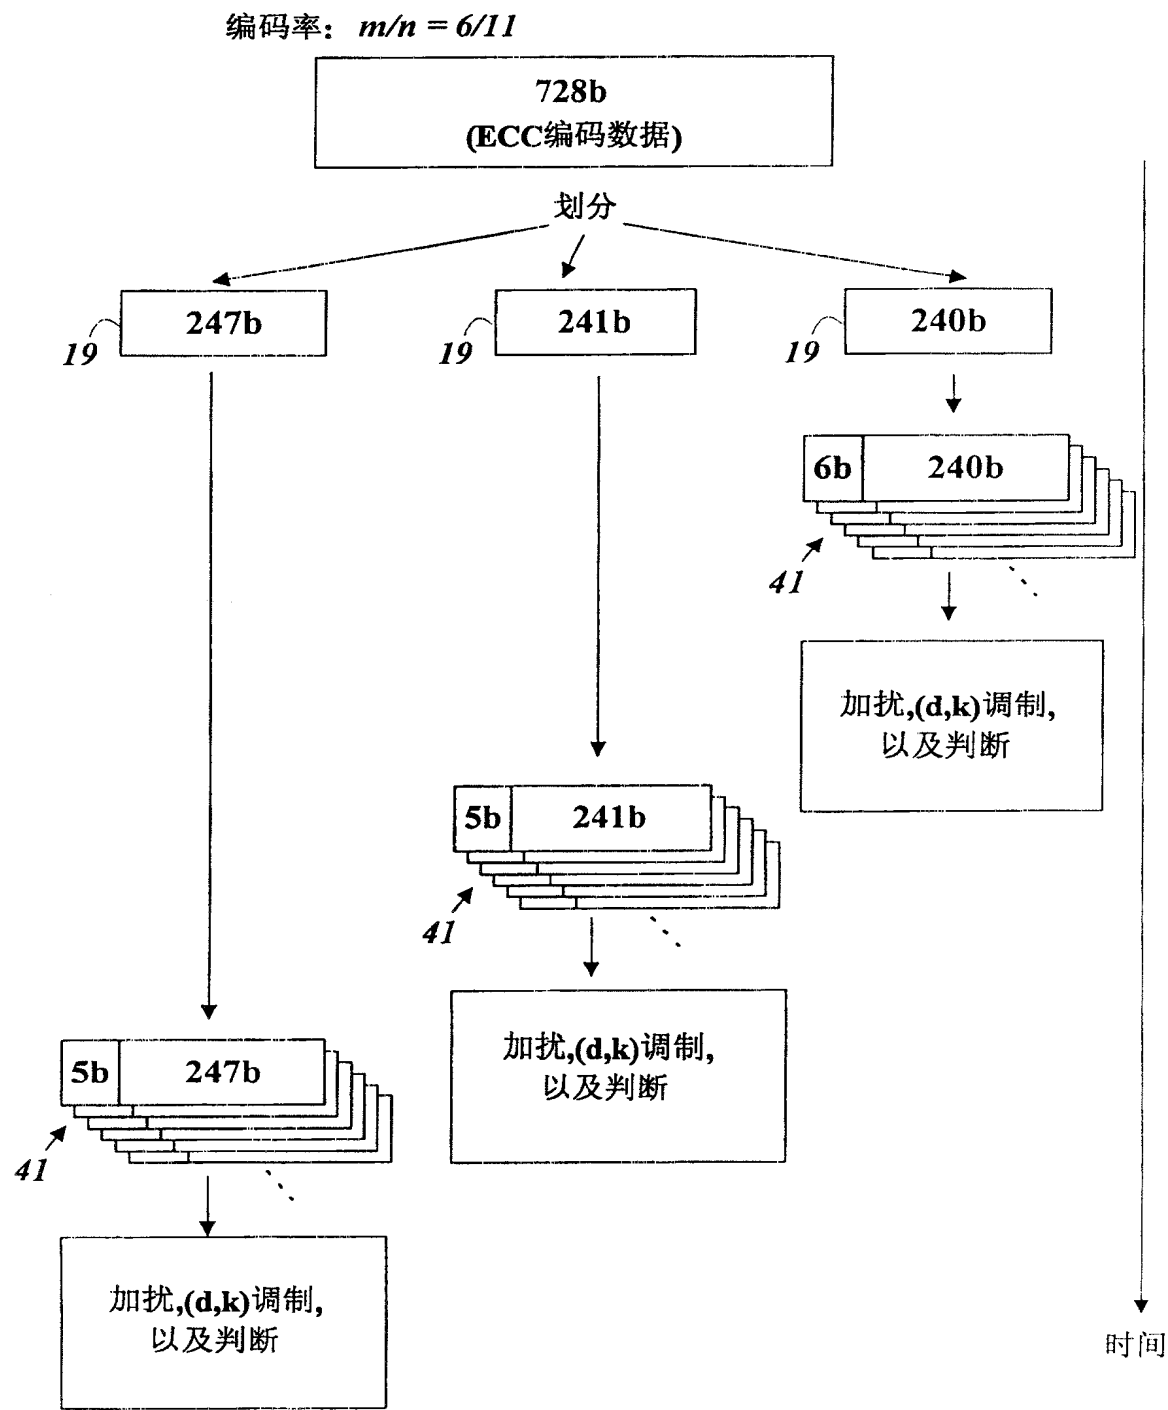 编码率: m/n = 6/11
728b
(ECC编码数据)
划分
247b
241b
240b
19
19
19
6b
240b
41
加扰,(d,k)调制,
以及判断
5b
241b
41
加扰,(d,k)调制,
以及判断
5b
247b
41
加扰,(d,k)调制,
以及判断
时间